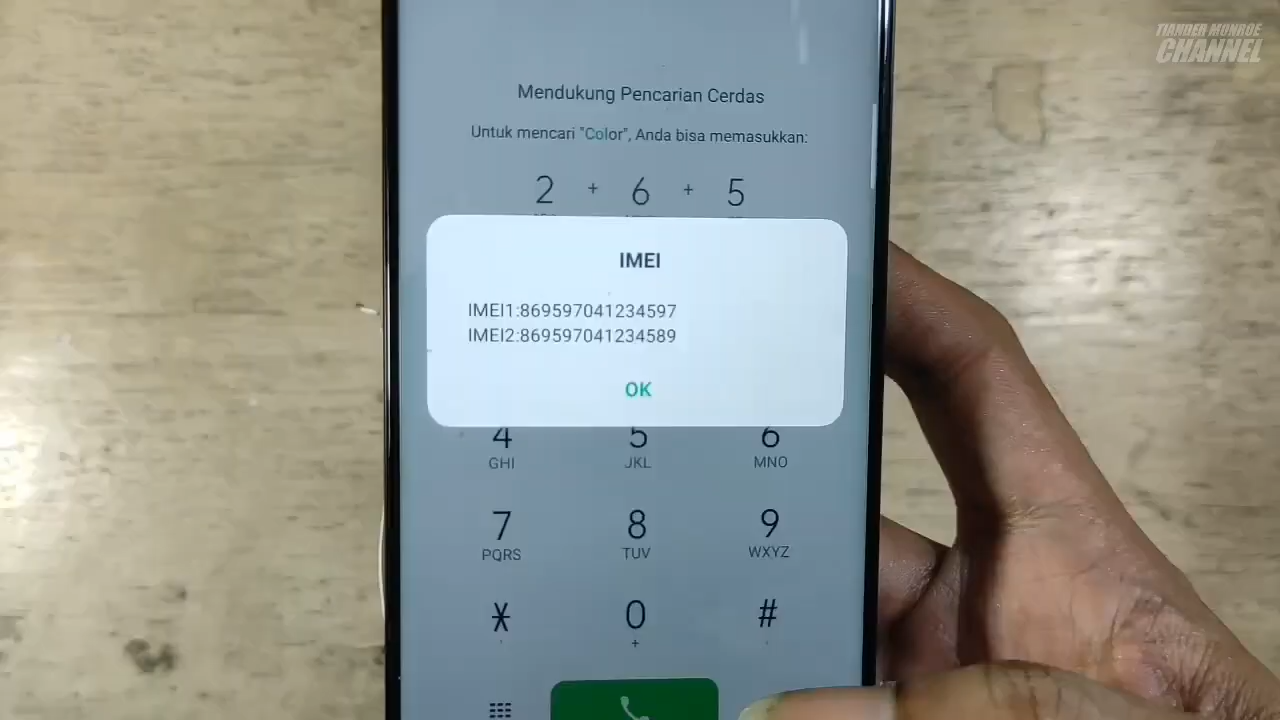 TIANDER MUNROE
CHANNEL
Mendukung Pencarian Cerdas
Untuk mencari "Color", Anda bisa memasukkan:
2 + 6 + 5
IMEI
IMEI1:869597041234597
IMEI2:869597041234589
OK
4 5 6
GHI JKL MNO
7 8 9
PQRS TUV WXYZ
* 0 #
+